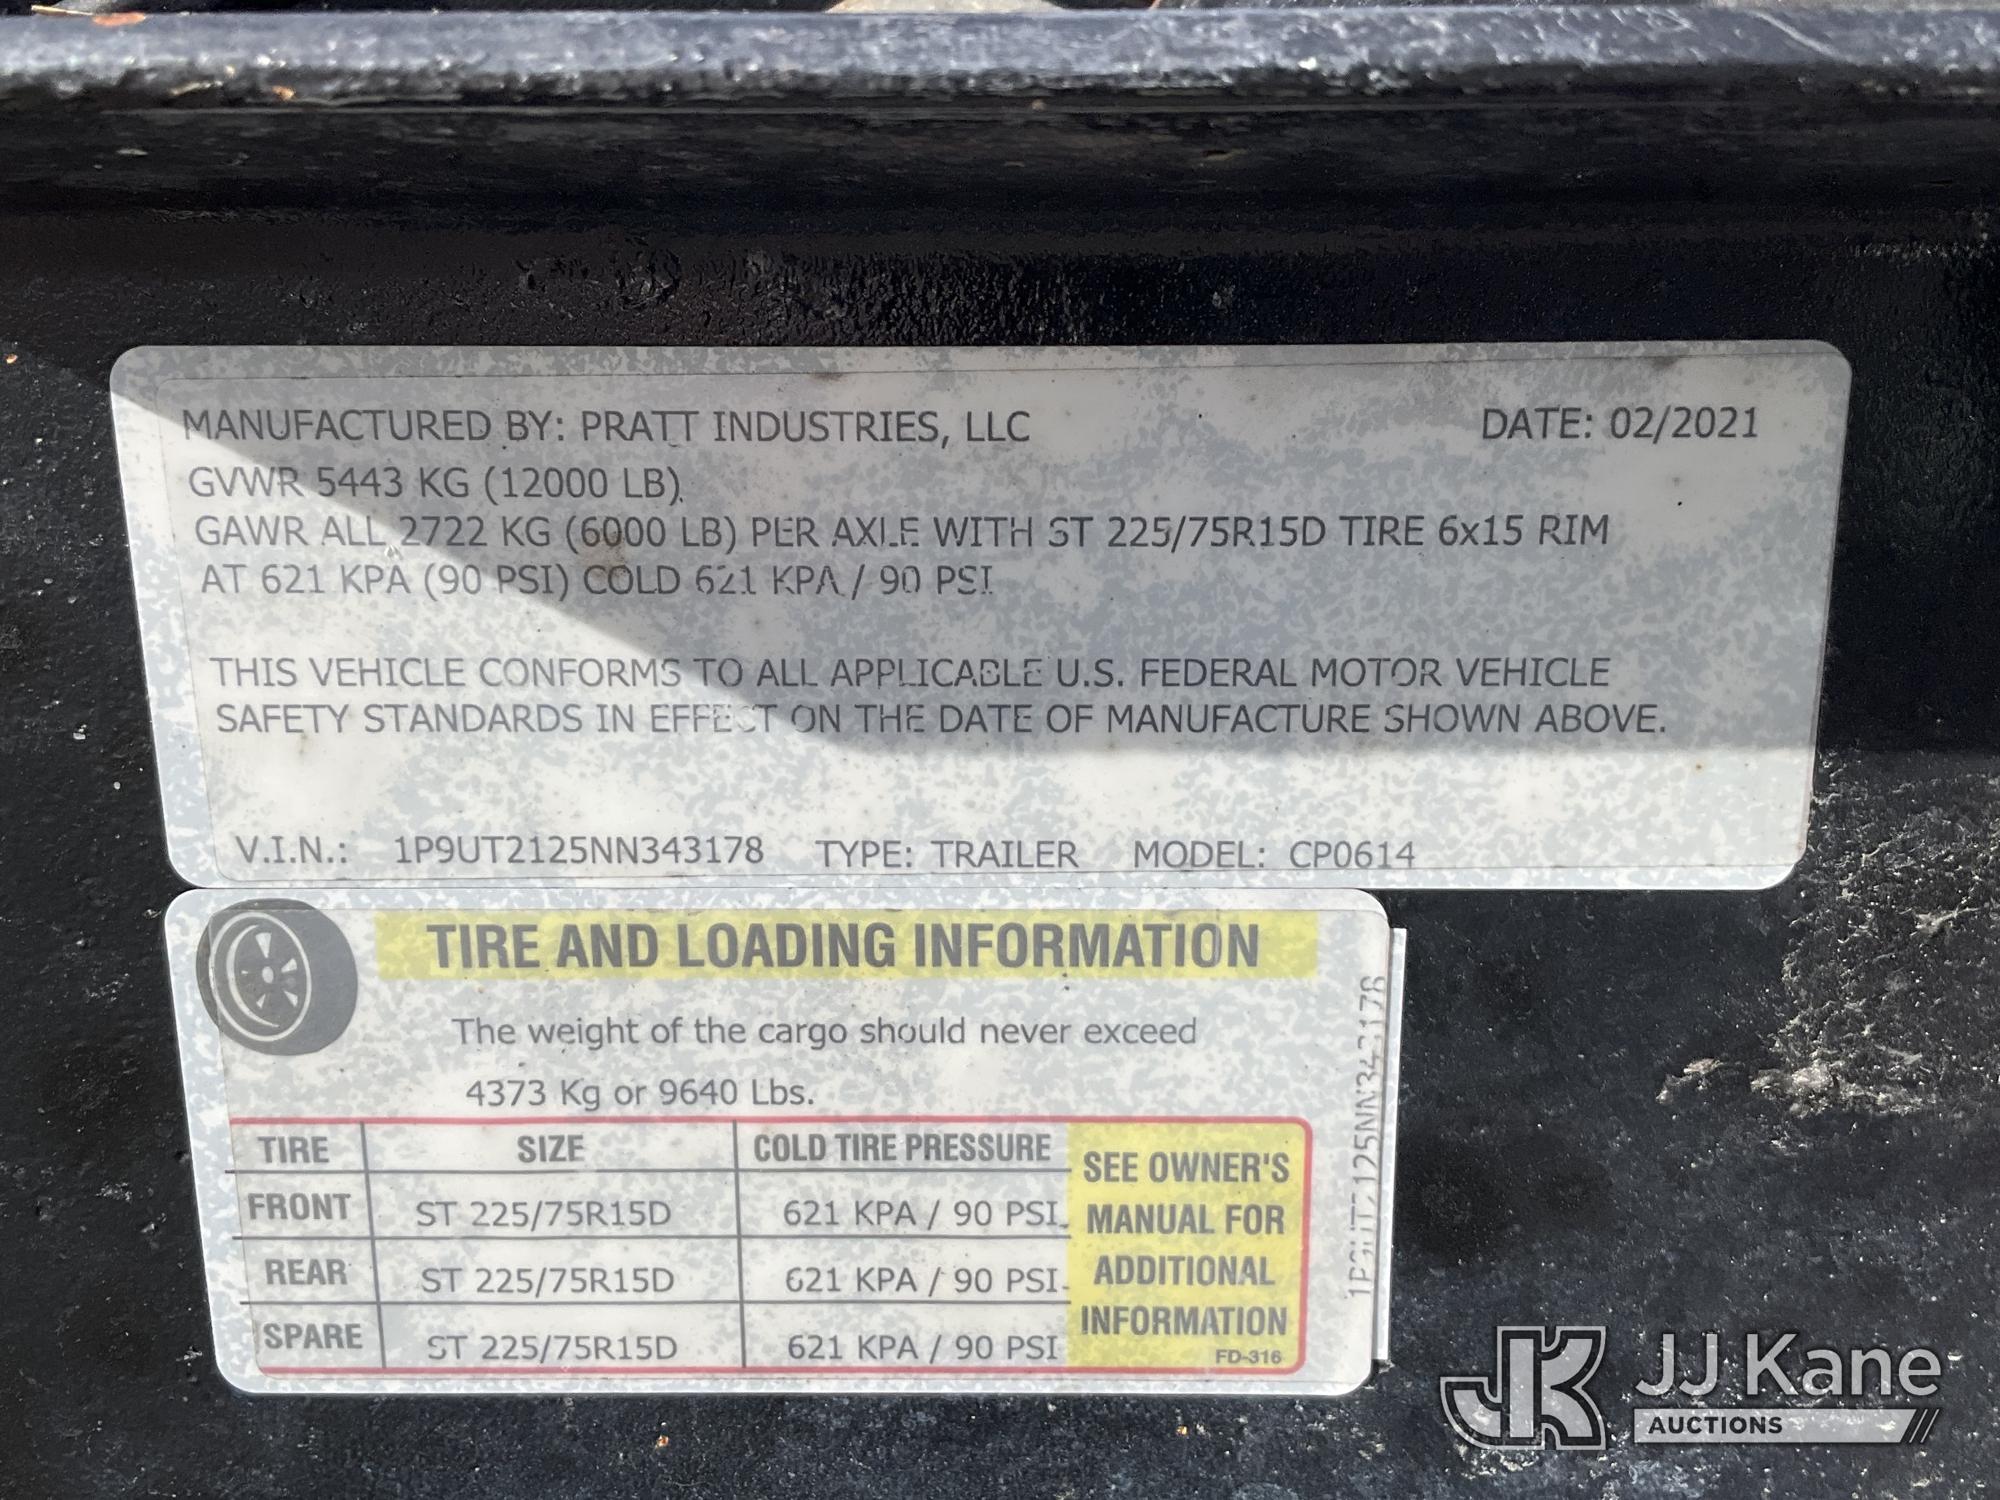 MANUFACTURED BY: PRATT INDUSTRIES, LLC DATE: 02/2021
GVWR 5443 KG (12000 LB)
GAWR ALL 2722 KG (6000 LB) PER AXLE WITH ST 225/75R15D TIRE 6x15 RIM
AT 621 KPA (90 PSI) COLD 621 KPA / 90 PSI
THIS VEHICLE CONFORMS TO ALL APPLICABLE U.S. FEDERAL MOTOR VEHICLE
SAFETY STANDARDS IN EFFECT ON THE DATE OF MANUFACTURE SHOWN ABOVE.
V.I.N.: 1P9UT2125NN343178 TYPE: TRAILER MODEL: CP0614
TIRE AND LOADING INFORMATION
The weight of the cargo should never exceed
4373 Kg or 9640 Lbs.
TIRE SIZE COLD TIRE PRESSURE
FRONT ST 225/75R15D 621 KPA / 90 PSI
REAR ST 225/75R15D 621 KPA / 90 PSI
SPARE ST 225/75R15D 621 KPA / 90 PSI
SEE OWNER'S
MANUAL FOR
ADDITIONAL
INFORMATION
FD-316
1P9UT2125NN343178
JK JJ Kane
AUCTIONS